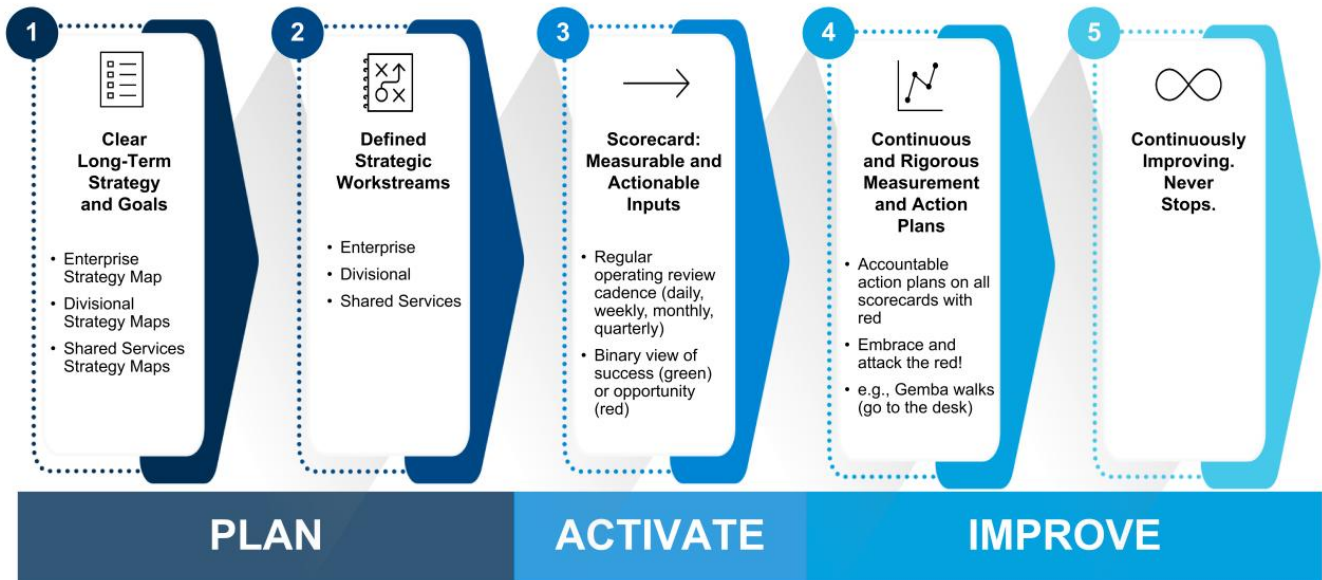 1
Clear
Long-Term
Strategy
and Goals
• Enterprise
Strategy Map
• Divisional
Strategy Maps
• Shared Services
Strategy Maps
2
Defined
Strategic
Workstreams
• Enterprise
• Divisional
• Shared Services
3
Scorecard:
Measurable and
Actionable
Inputs
• Regular
operating review
cadence (daily,
weekly, monthly,
quarterly)
• Binary view of
success (green)
or opportunity
(red)
4
Continuous
and Rigorous
Measurement
and Action
Plans
• Accountable
action plans on all
scorecards with
red
• Embrace and
attack the red!
• e.g., Gemba walks
(go to the desk)
5
Continuously
Improving.
Never
Stops.
PLAN
ACTIVATE
IMPROVE